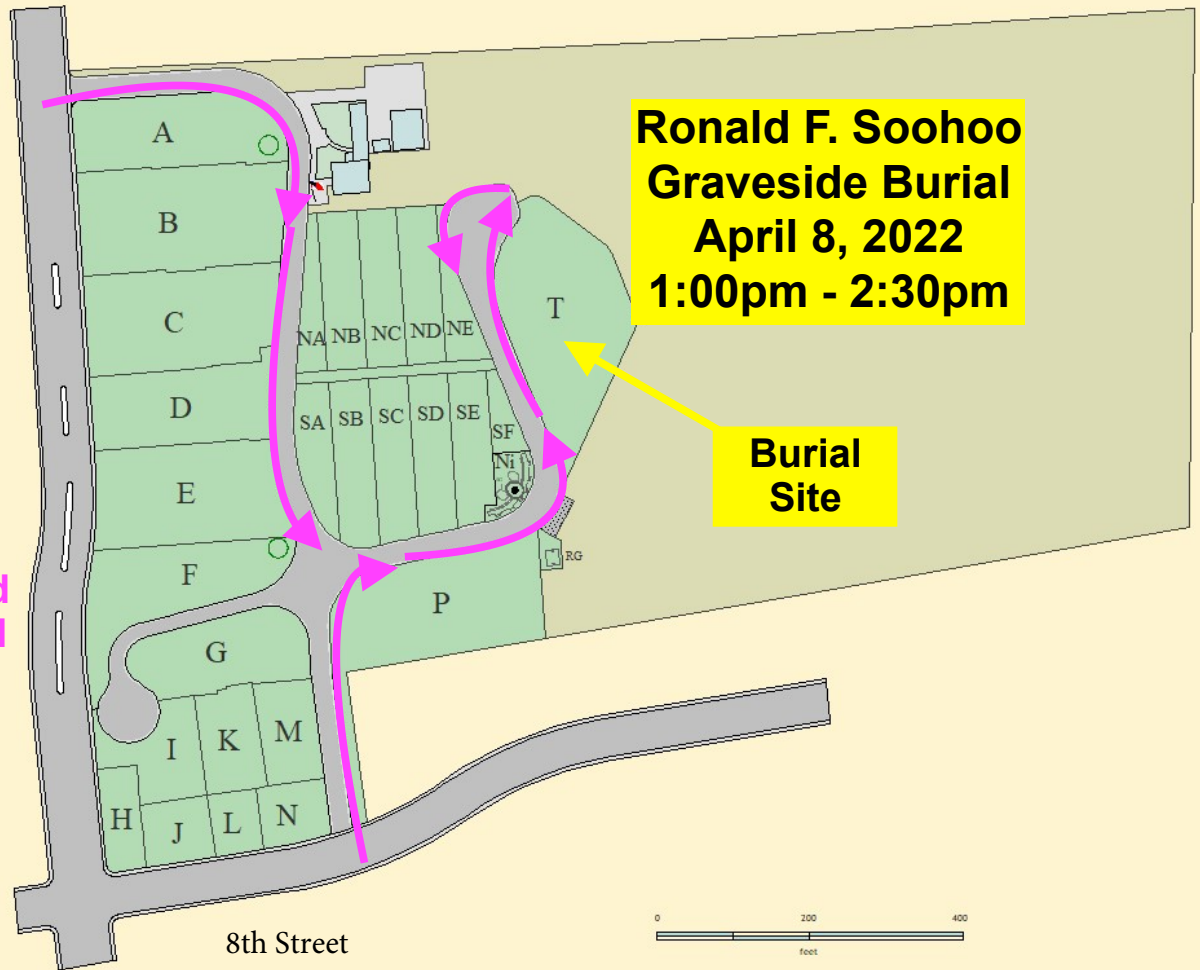 Ronald F. Soohoo
Graveside Burial
April 8, 2022
1:00pm - 2:30pm
A
B
C
T
NA NB NC ND NE
D
SA SB SC SD SE
SF
Burial
Site
Ni
E
RG
F
P
G
I
K
M
H
J
L
N
8th Street
0 200 400
feet